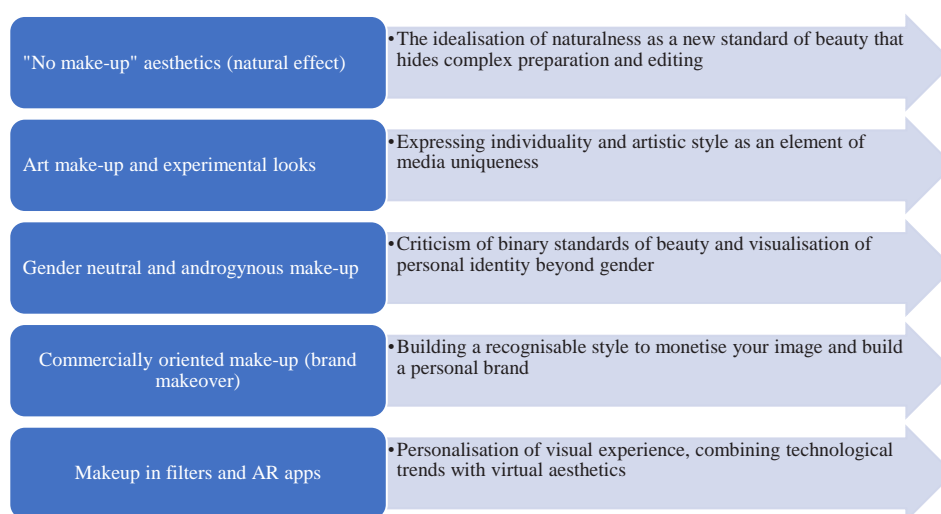 "No make-up" aesthetics (natural effect)
•The idealisation of naturalness as a new standard of beauty that
hides complex preparation and editing
Art make-up and experimental looks
•Expressing individuality and artistic style as an element of
media uniqueness
Gender neutral and androgynous make-up
•Criticism of binary standards of beauty and visualisation of
personal identity beyond gender
Commercially oriented make-up (brand
makeover)
•Building a recognisable style to monetise your image and build
a personal brand
Makeup in filters and AR apps
•Personalisation of visual experience, combining technological
trends with virtual aesthetics